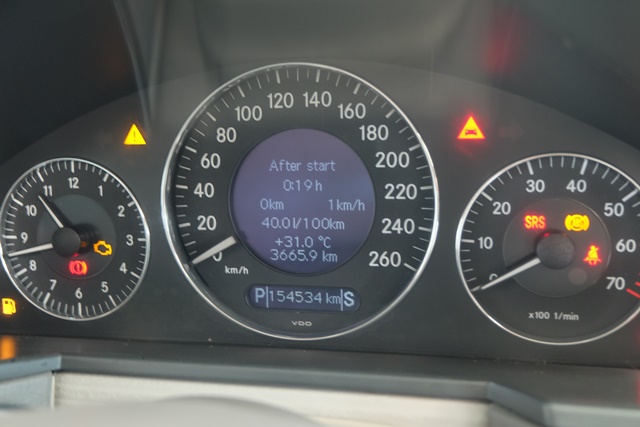 After start
0:19 h
0km 1km/h
40.0l/100km
+31.0 °C
3665.9 km
0 20 40 60 80 100 120 140 160 180 200 220 240 260
km/h
P 154534 km S
VDO
12 1 2 3 4 5 6 7 8 9 10 11
0 10 20 30 40 50 60 70
SRS
ABS
x100 1/min